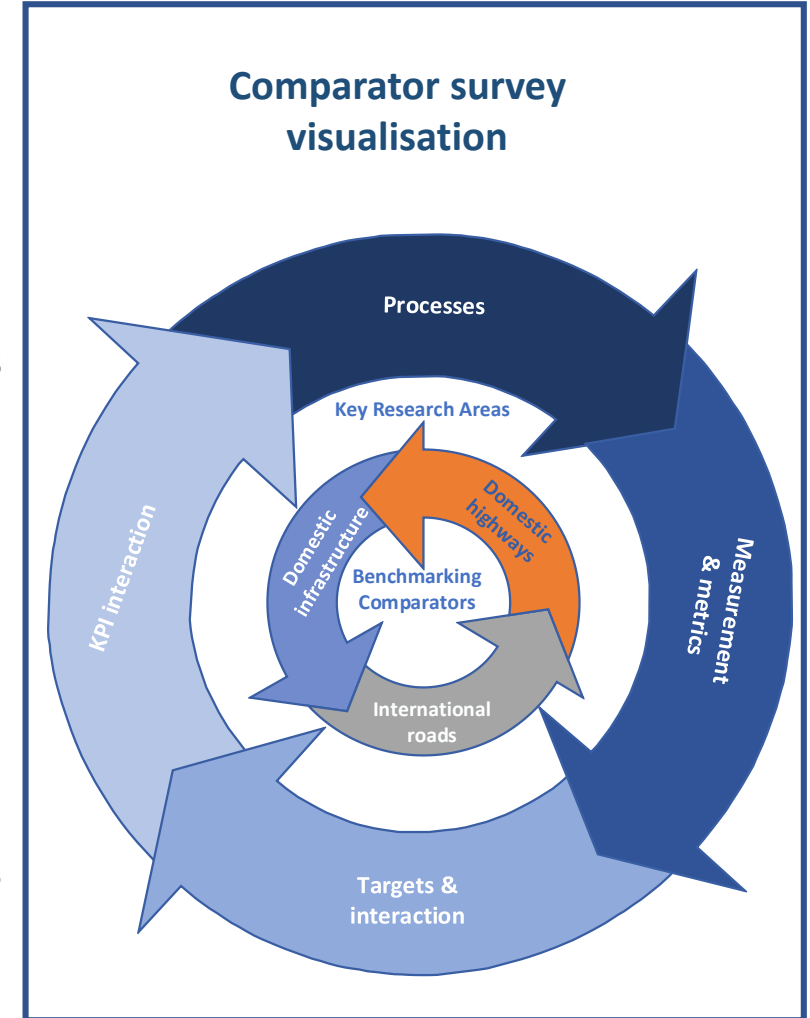 Comparator survey
visualisation
Processes
Key Research Areas
Domestic
highways
Domestic
infrastructure
Benchmarking
Comparators
KPI interaction
Measurement
& metrics
International
roads
Targets &
interaction